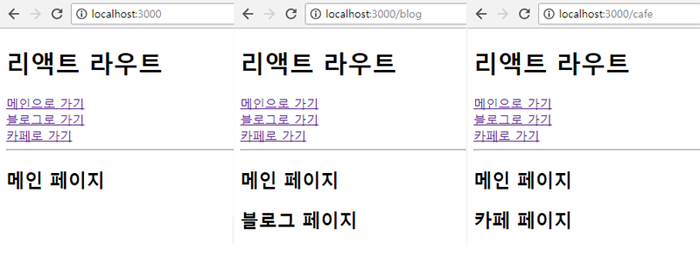 localhost:3000
리액트 라우트
메인으로 가기
블로그로 가기
카페로 가기
메인 페이지
localhost:3000/blog
리액트 라우트
메인으로 가기
블로그로 가기
카페로 가기
메인 페이지
블로그 페이지
localhost:3000/cafe
리액트 라우트
메인으로 가기
블로그로 가기
카페로 가기
메인 페이지
카페 페이지